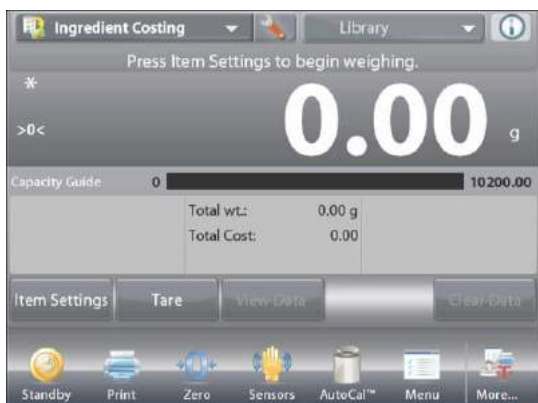 Ingredient Costing Library
Press Item Settings to begin weighing.
*
>0< 0.00 g
Capacity Guide 0 10200.00
Total wt.: 0.00 g
Total Cost: 0.00
Item Settings Tare View Data Clear Data
Standby Print Zero Sensors AutoCal™ Menu More...